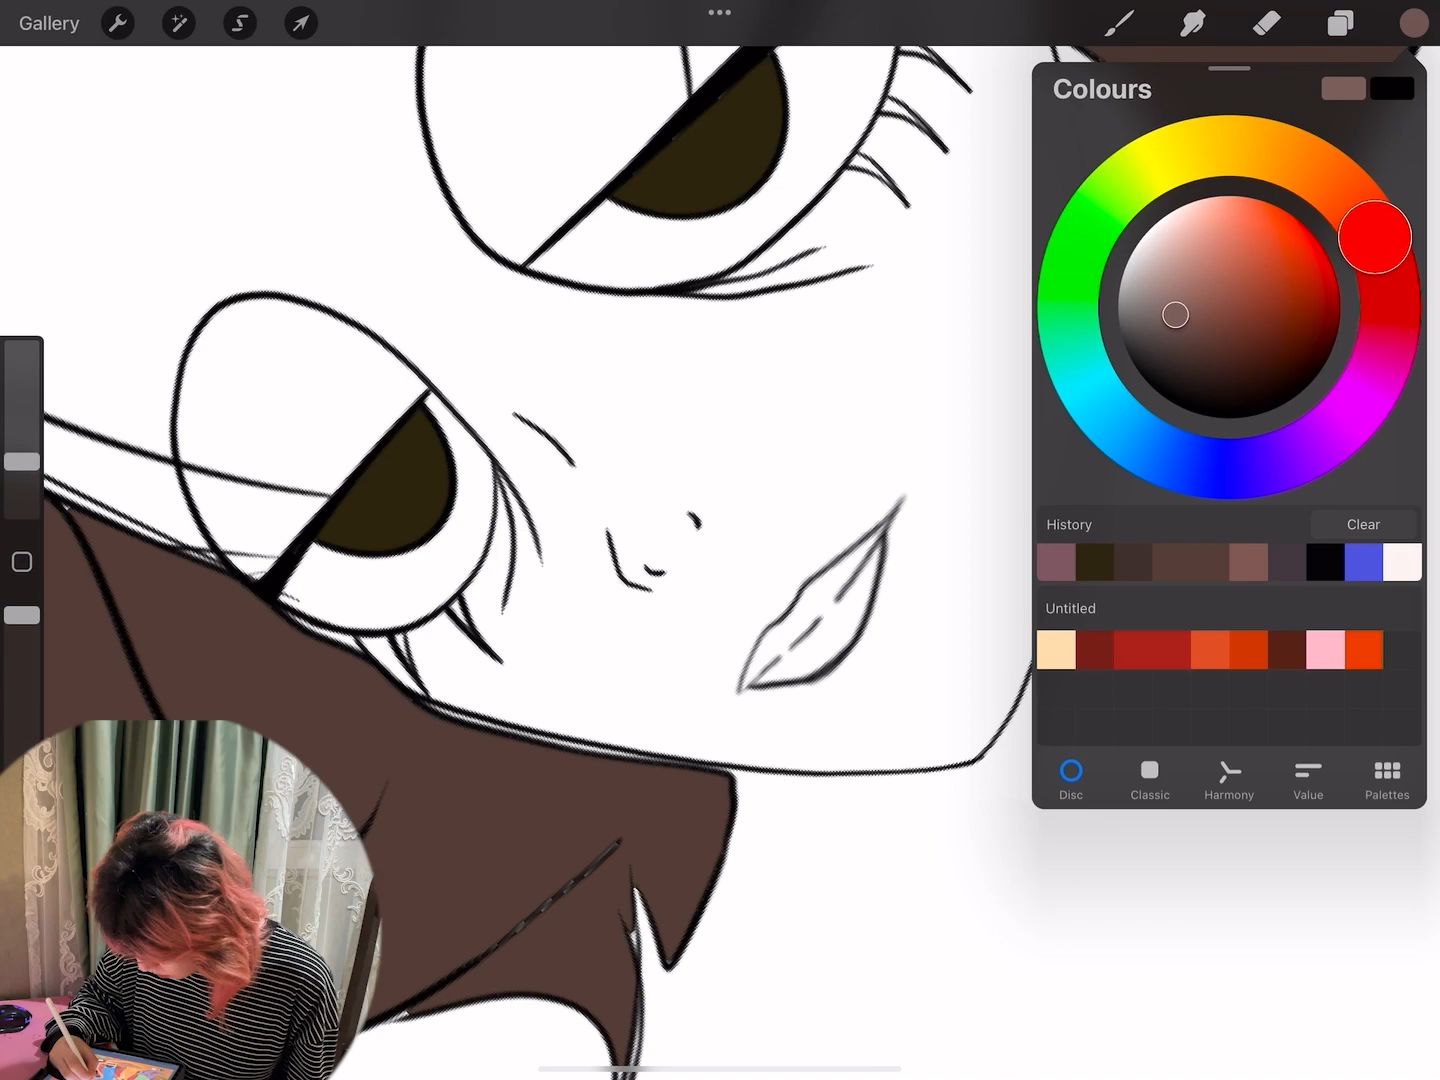 Gallery
Colours
History
Clear
Untitled
Disc
Classic
Harmony
Value
Palettes